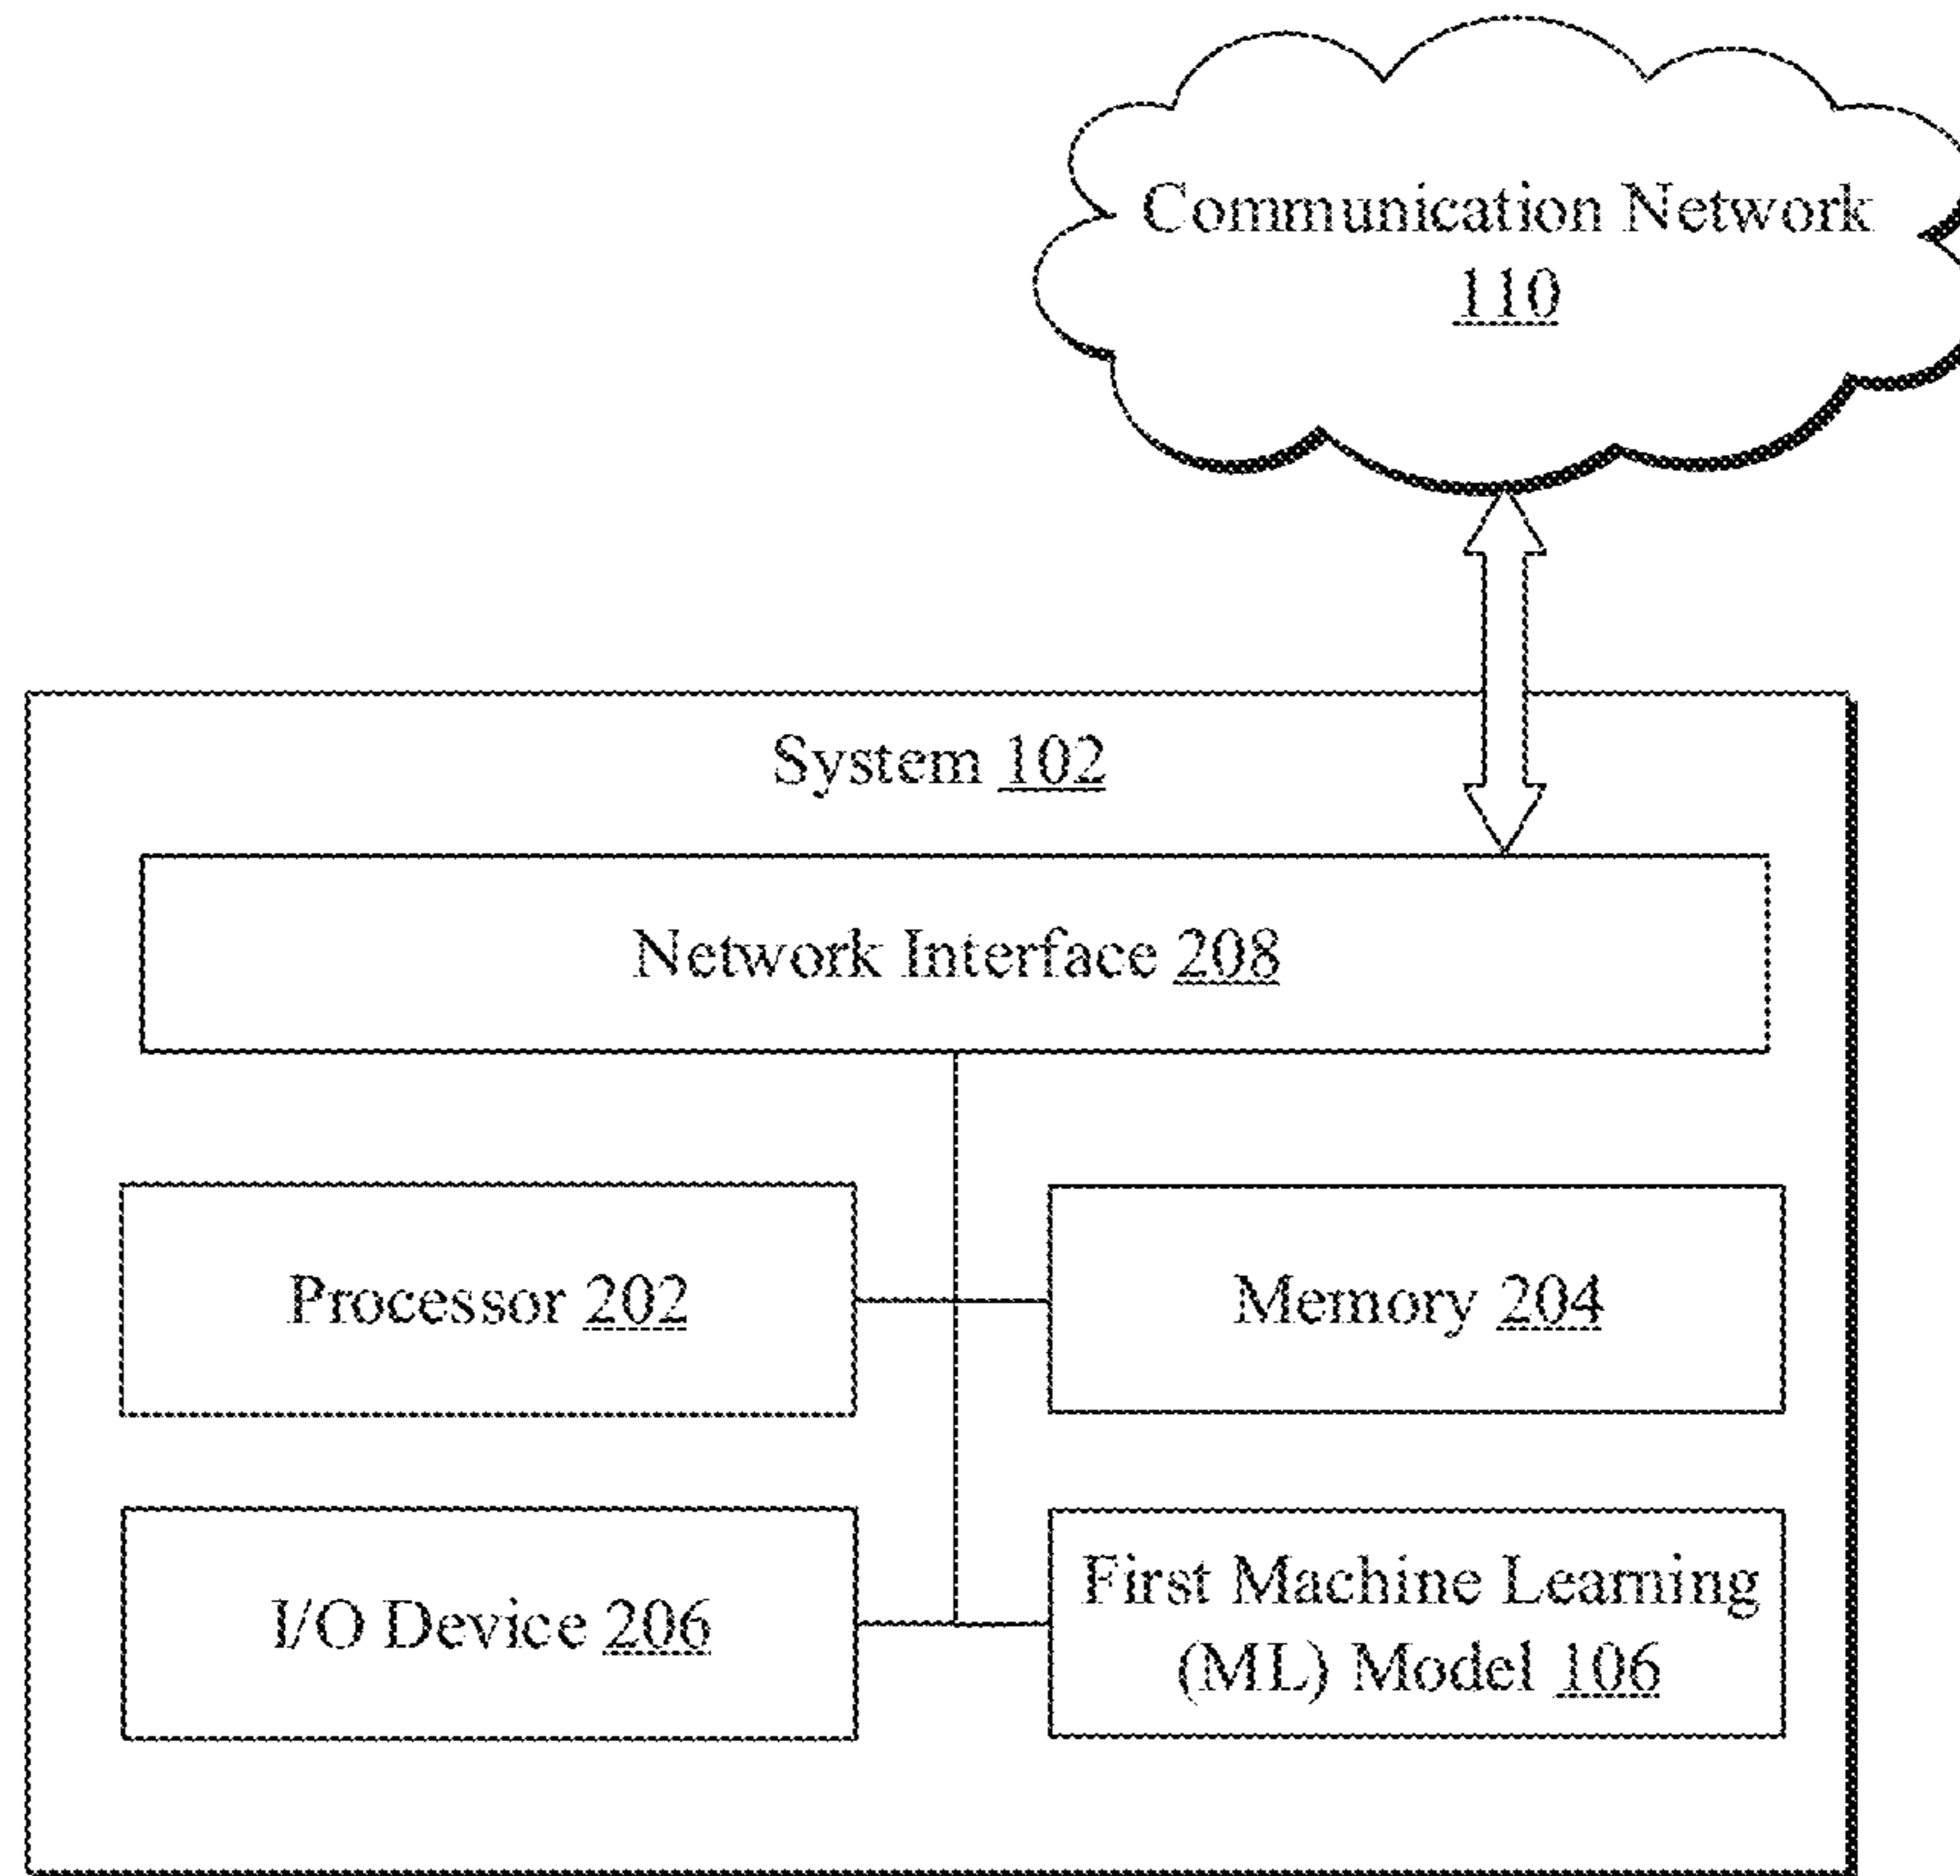 Communication Network
110
System 102
Network Interface 208
Processor 202
Memory 204
I/O Device 206
First Machine Learning
(ML) Model 106